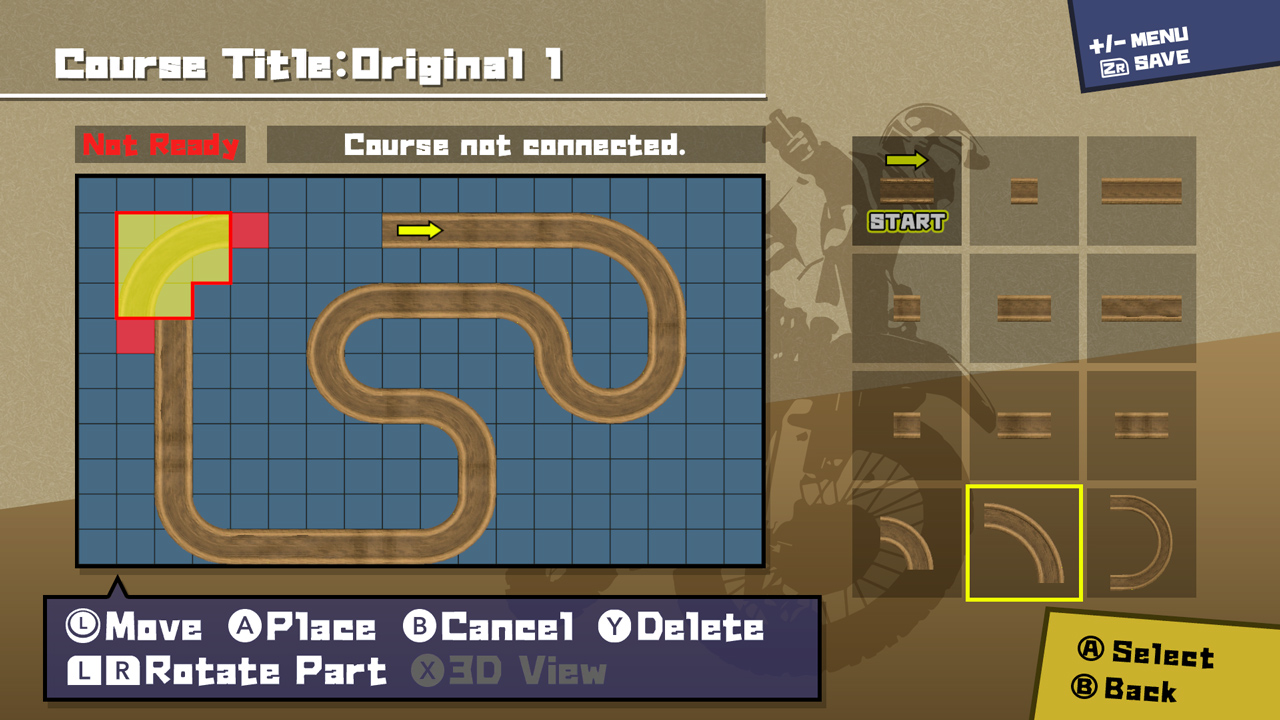 Course Title:Original 1
+/- MENU
ZR SAVE
Not Ready
Course not connected.
START
L Move A Place B Cancel Y Delete
L R Rotate Part X 3D View
A Select
B Back